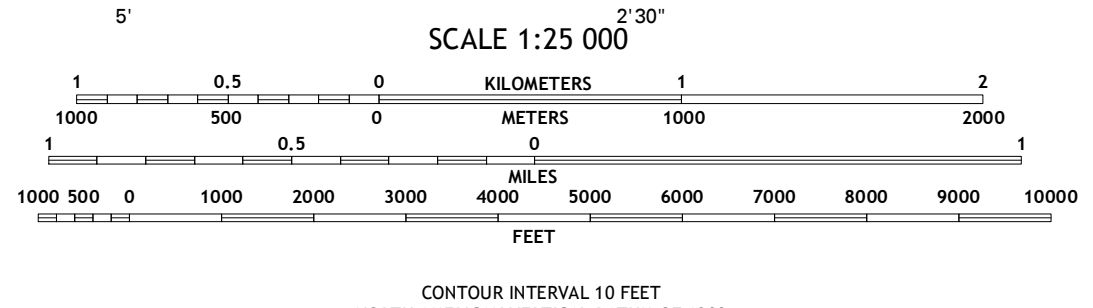 5' 2'30"
SCALE 1:25 000
1 0.5 0 KILOMETERS 1 2
1000 500 0 METERS 1000 2000
1 0.5 0 1
MILES
1000 500 0 1000 2000 3000 4000 5000 6000 7000 8000 9000 10000
FEET
CONTOUR INTERVAL 10 FEET